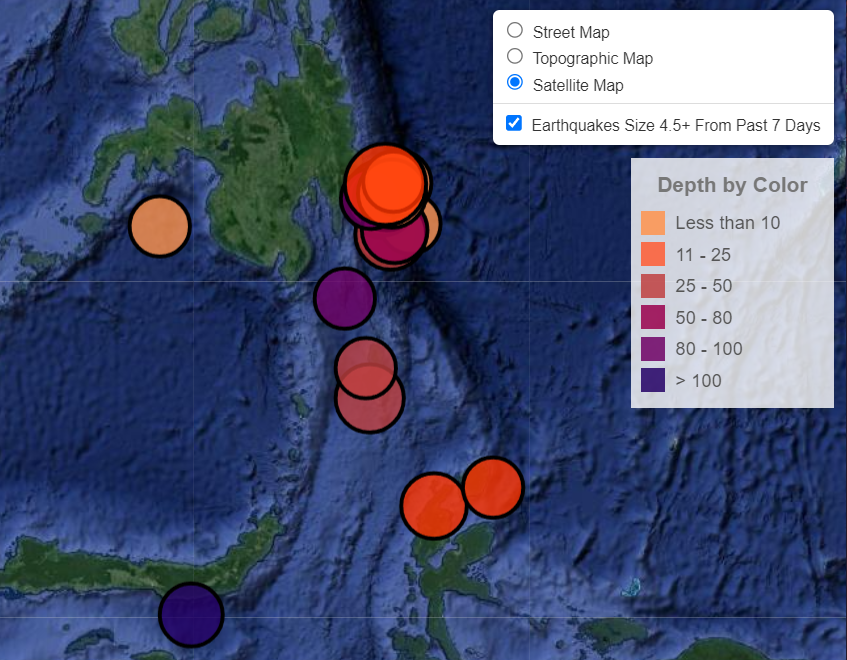 Street Map
Topographic Map
Satellite Map
Earthquakes Size 4.5+ From Past 7 Days
Depth by Color
Less than 10
11 - 25
25 - 50
50 - 80
80 - 100
> 100